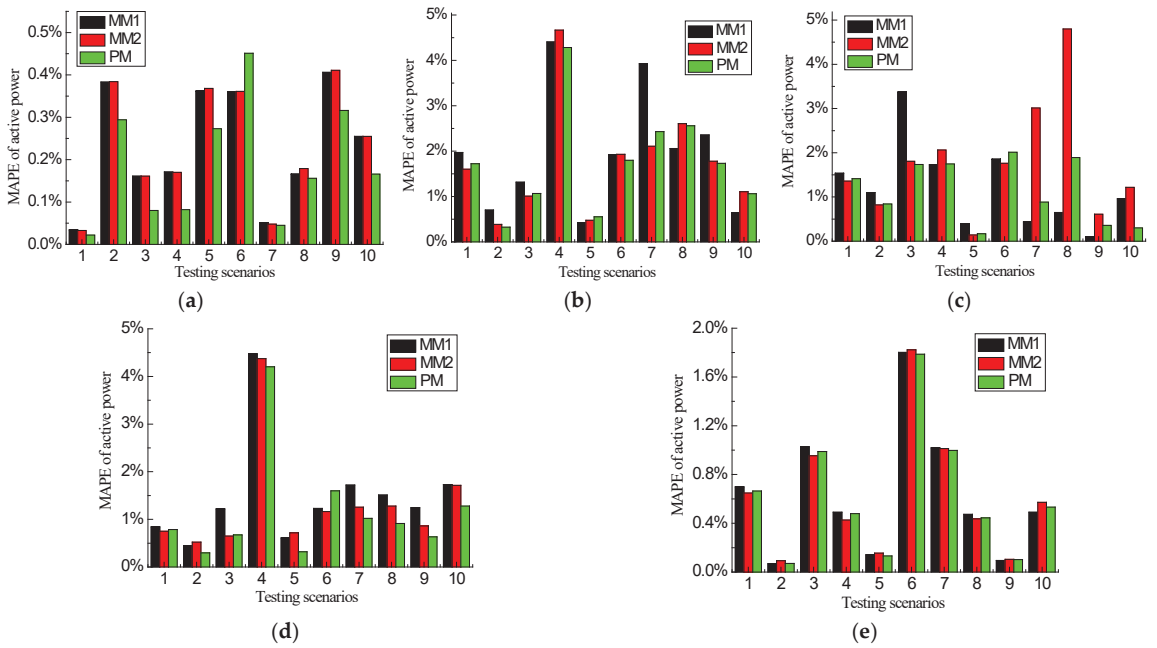 MM1
MM2
PM
MAPE of active power
0.5%
0.4%
0.3%
0.2%
0.1%
0.0%
1 2 3 4 5 6 7 8 9 10
Testing scenarios
(a)
MM1
MM2
PM
MAPE of active power
5%
4%
3%
2%
1%
0%
1 2 3 4 5 6 7 8 9 10
Testing scenarios
(b)
MM1
MM2
PM
MAPE of active power
5%
4%
3%
2%
1%
0%
1 2 3 4 5 6 7 8 9 10
Testing scenarios
(c)
MM1
MM2
PM
MAPE of active power
5%
4%
3%
2%
1%
0%
1 2 3 4 5 6 7 8 9 10
Testing scenarios
(d)
MM1
MM2
PM
MAPE of active power
2.0%
1.6%
1.2%
0.8%
0.4%
0.0%
1 2 3 4 5 6 7 8 9 10
Testing scenarios
(e)